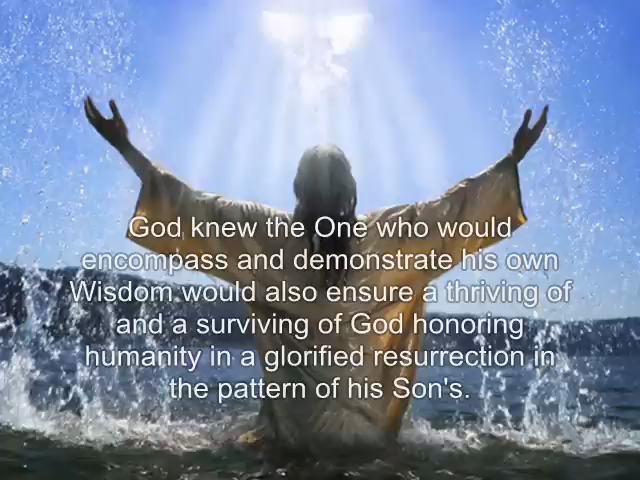 God knew the One who would
encompass and demonstrate his own
Wisdom would also ensure a thriving of
and a surviving of God honoring
humanity in a glorified resurrection in
the pattern of his Son's.